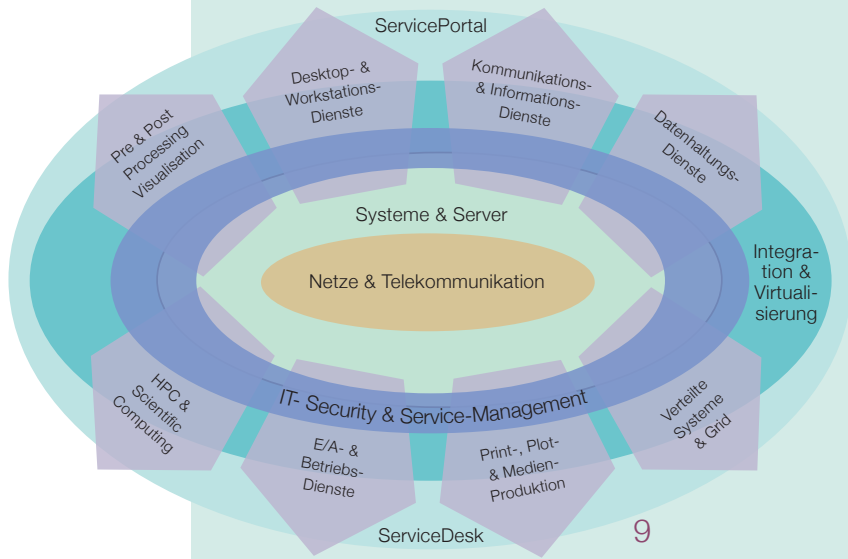 ServicePortal
Desktop- &
Workstations-
Dienste
Kommunikations-
& Informations-
Dienste
Pre & Post
Processing
Visualisation
Datenhaltungs-
Dienste
Systeme & Server
Netze & Telekommunikation
Integra-
tion &
Virtuali-
sierung
HPC &
Scientific
Computing
IT- Security & Service-Management
E/A- &
Betriebs-
Dienste
Print-, Plot-
& Medien-
Produktion
Verteilte
Systeme
& Grid
ServiceDesk
9